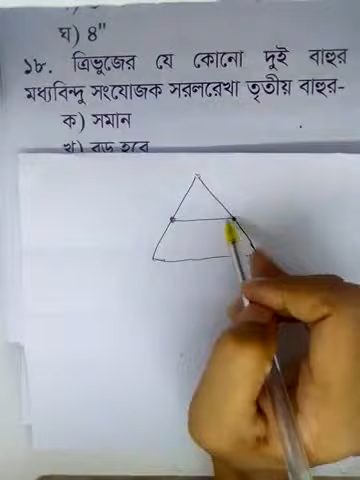 ঘ) ৪"
১৮. ত্রিভুজের যে কোনো দুই বাহুর
মধ্যবিন্দু সংযোজক সরলরেখা তৃতীয় বাহুর-
ক) সমান
খ) বড় হবে